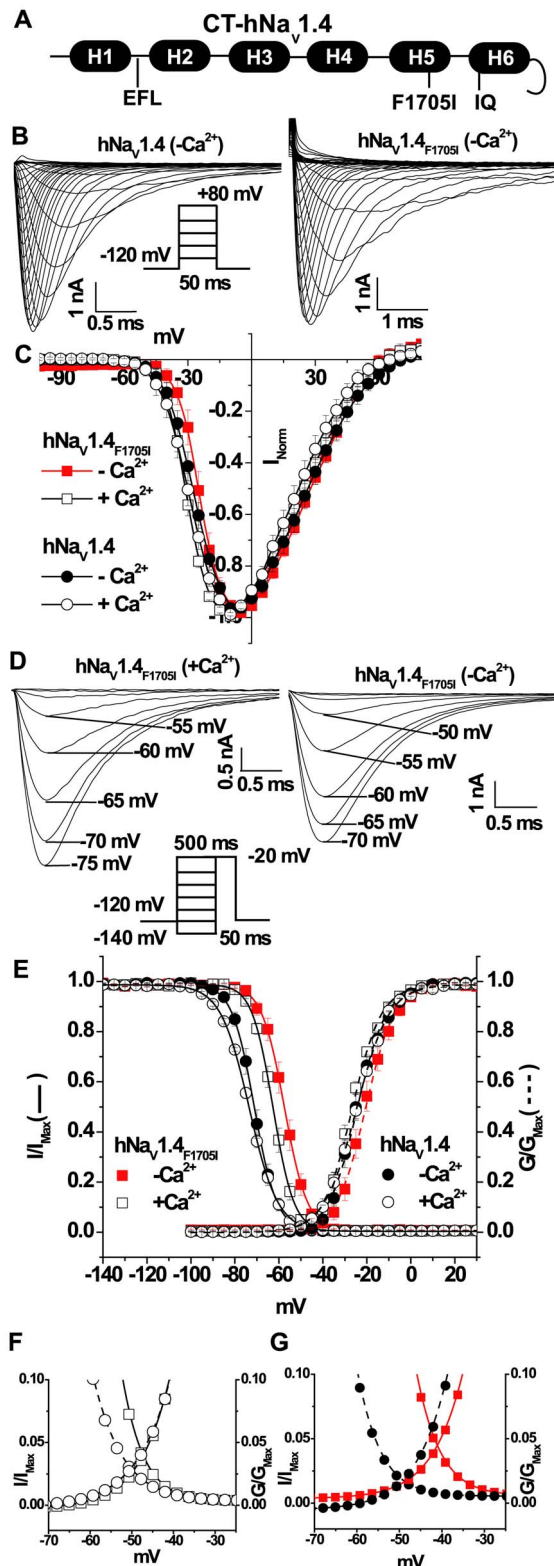 A
CT-hNaV1.4
H1 H2 H3 H4 H5 H6
EFL F1705I IQ
B
hNaV1.4 (-Ca2+) hNaV1.4F1705I (-Ca2+)
+80 mV
-120 mV
50 ms
1 nA
0.5 ms
1 nA
1 ms
C
mV
-90 -60 -30 30 60
-0.2
-0.4
-0.6
-0.8
-1.0
INorm
hNaV1.4F1705I
- Ca2+
+ Ca2+
hNaV1.4
- Ca2+
+ Ca2+
D
hNaV1.4F1705I (+Ca2+) hNaV1.4F1705I (-Ca2+)
-55 mV
-60 mV
-65 mV
-70 mV
-75 mV
0.5 nA
0.5 ms
-50 mV
-55 mV
-60 mV
-65 mV
-70 mV
1 nA
0.5 ms
500 ms
-20 mV
-120 mV
-140 mV
50 ms
E
I/IMax( )
1.0
0.8
0.6
0.4
0.2
0.0
hNaV1.4F1705I
-Ca2+
+Ca2+
hNaV1.4
-Ca2+
+Ca2+
1.0
0.8
0.6
0.4
0.2
0.0
G/GMax(---)
-140 -120 -100 -80 -60 -40 -20 0 20
mV
F
I/IMax
0.10
0.05
0.00
0.10
0.05
0.00
G/GMax
-70 -60 -50 -40 -30
mV
G
I/IMax
0.10
0.05
0.00
0.10
0.05
0.00
G/GMax
-70 -60 -50 -40 -30
mV